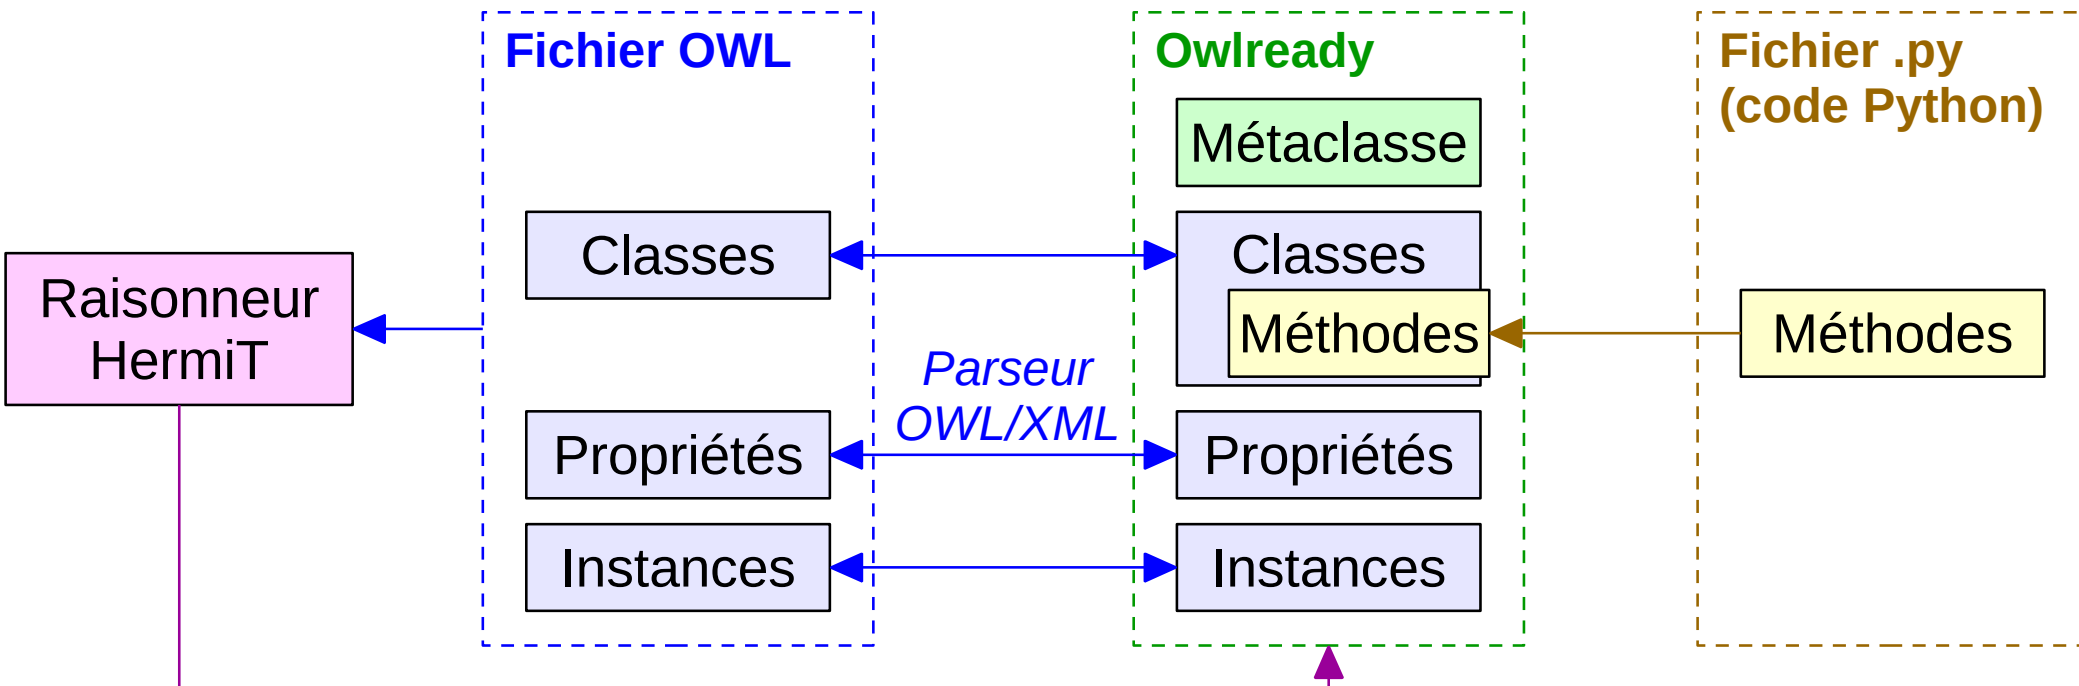 Fichier OWL
Owlready
Fichier .py
(code Python)
Métaclasse
Classes
Classes
Raisonneur
HermiT
Méthodes
Méthodes
Parseur
OWL/XML
Propriétés
Propriétés
Instances
Instances